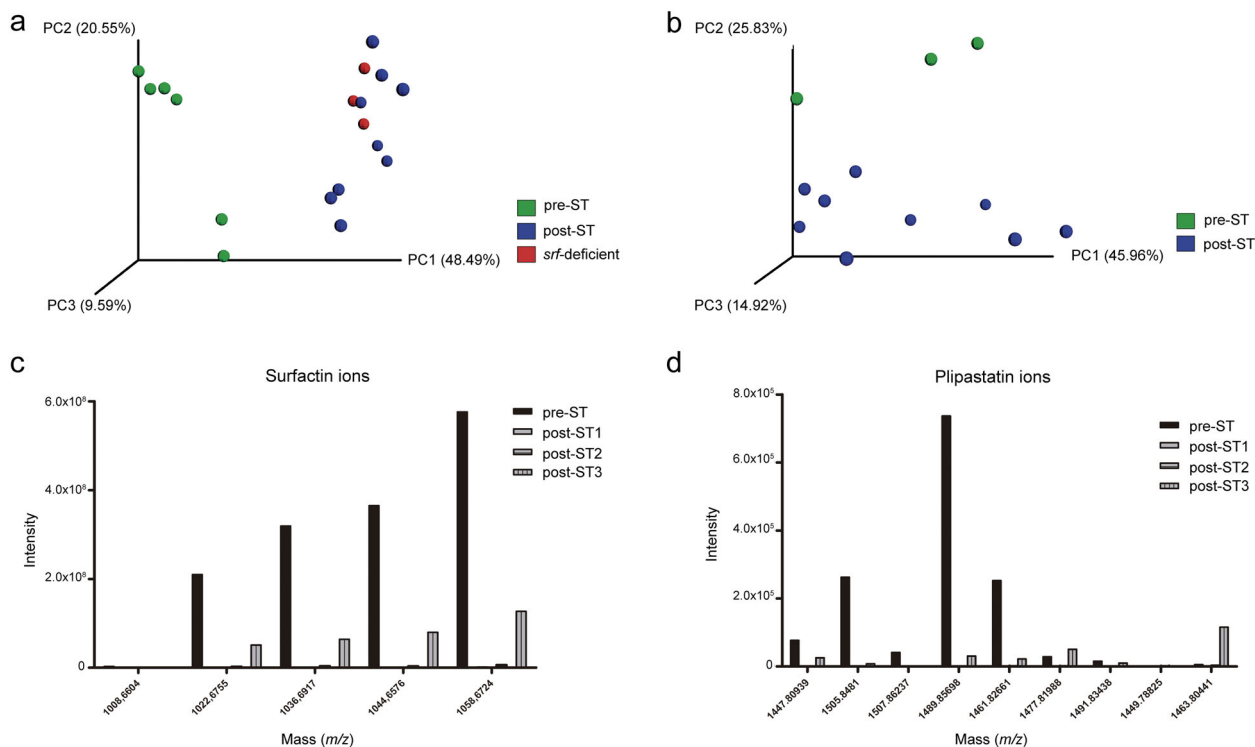 a
PC2 (20.55%)
PC1 (48.49%)
PC3 (9.59%)
pre-ST
post-ST
srf-deficient
b
PC2 (25.83%)
PC1 (45.96%)
PC3 (14.92%)
pre-ST
post-ST
c
Surfactin ions
6.0x10⁸
4.0x10⁸
2.0x10⁸
0
Intensity
1008.6604
1022.6755
1036.6917
1044.6576
1058.6724
Mass (m/z)
pre-ST
post-ST1
post-ST2
post-ST3
d
Plipastatin ions
8.0x10⁵
6.0x10⁵
4.0x10⁵
2.0x10⁵
0
Intensity
1447.80939
1505.8481
1507.86237
1489.85698
1461.82661
1477.81988
1491.83438
1449.78825
1463.80441
Mass (m/z)
pre-ST
post-ST1
post-ST2
post-ST3